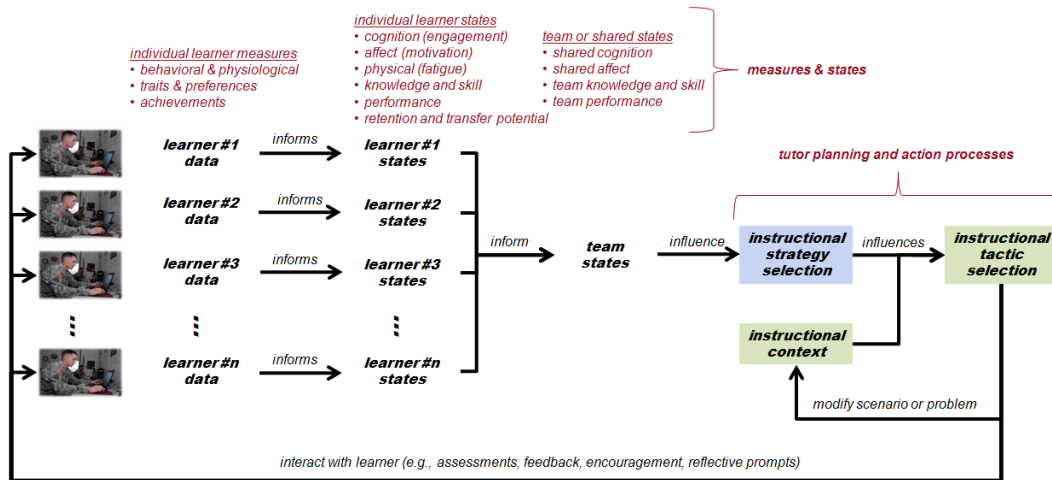 individual learner measures
• behavioral & physiological
• traits & preferences
• achievements
individual learner states
• cognition (engagement)
• affect (motivation)
• physical (fatigue)
• knowledge and skill
• performance
• retention and transfer potential
team or shared states
• shared cognition
• shared affect
• team knowledge and skill
• team performance
measures & states
learner #1
data
informs
learner #1
states
tutor planning and action processes
learner #2
data
informs
learner #2
states
learner #3
data
informs
learner #3
states
inform
team
states
influence
instructional
strategy
selection
influences
instructional
tactic
selection
learner #n
data
informs
learner #n
states
instructional
context
modify scenario or problem
interact with learner (e.g., assessments, feedback, encouragement, reflective prompts)